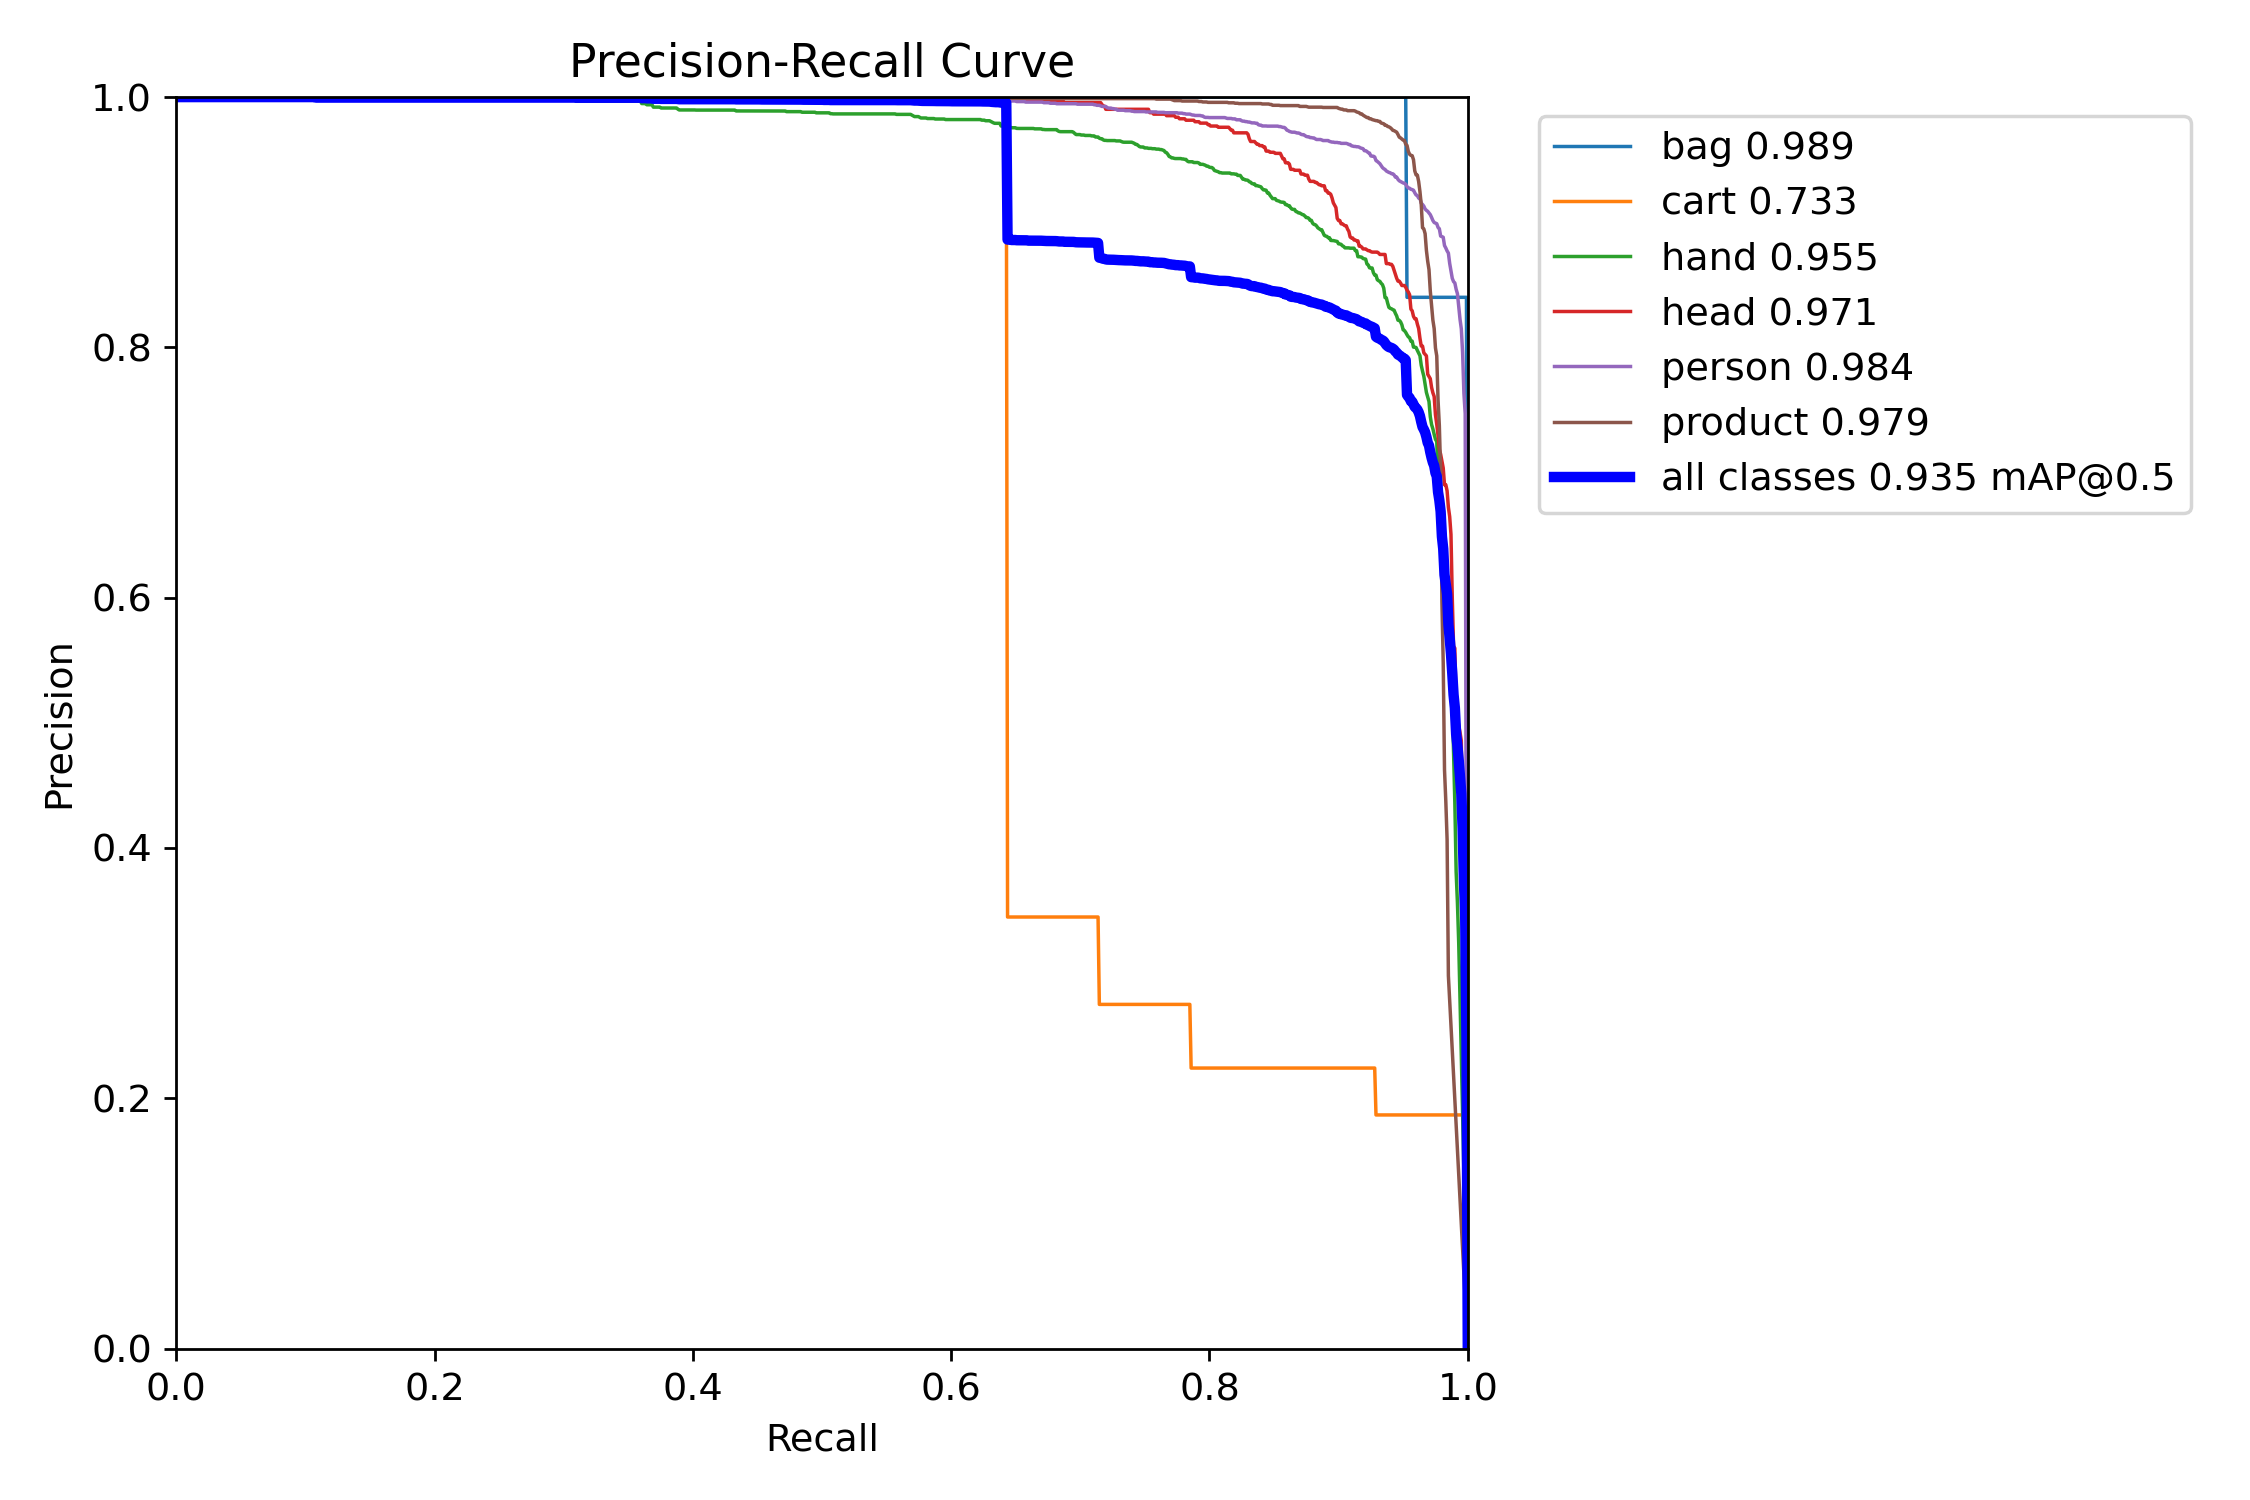 Precision-Recall Curve
1.0
0.8
0.6
0.4
0.2
0.0
Precision
0.0 0.2 0.4 0.6 0.8 1.0
Recall
bag 0.989
cart 0.733
hand 0.955
head 0.971
person 0.984
product 0.979
all classes 0.935 mAP@0.5